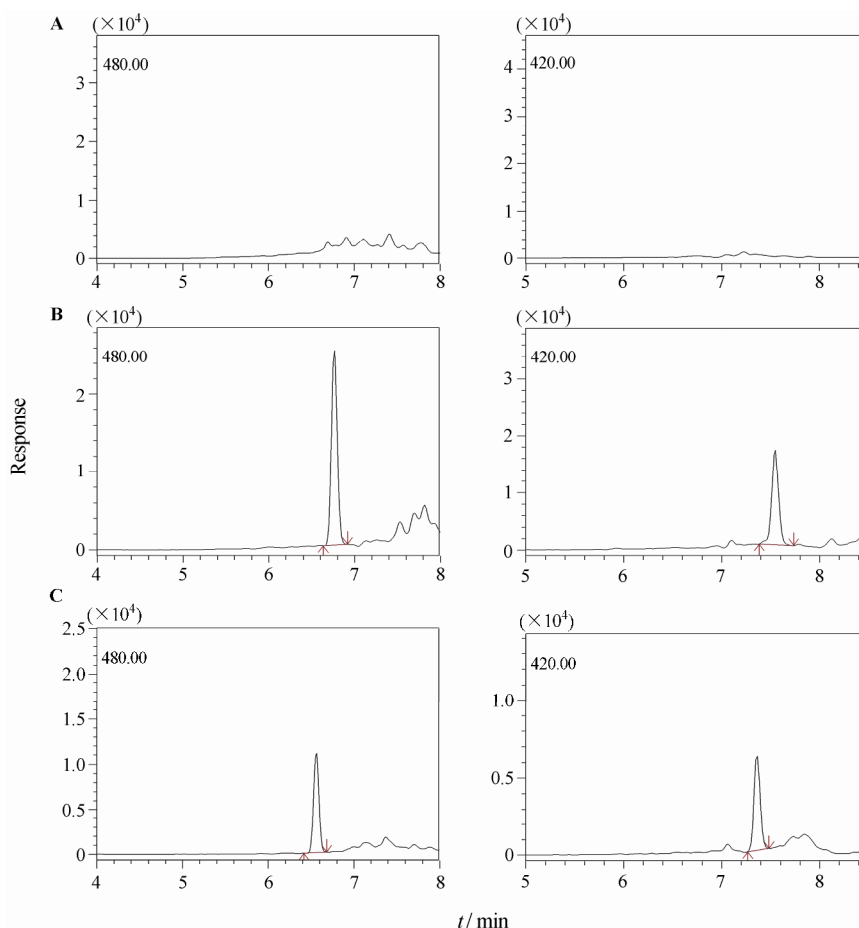 A (×10⁴) (×10⁴)
480.00 420.00
3 4
2 3
1 2
0 1
0
4 5 6 7 8 5 6 7 8
B (×10⁴) (×10⁴)
480.00 420.00
2 3
1 2
0 1
0
4 5 6 7 8 5 6 7 8
Response
C (×10⁴) (×10⁴)
2.5
480.00 420.00
2.0 1.0
1.5
1.0 0.5
0.5
0 0
4 5 6 7 8 5 6 7 8
t / min